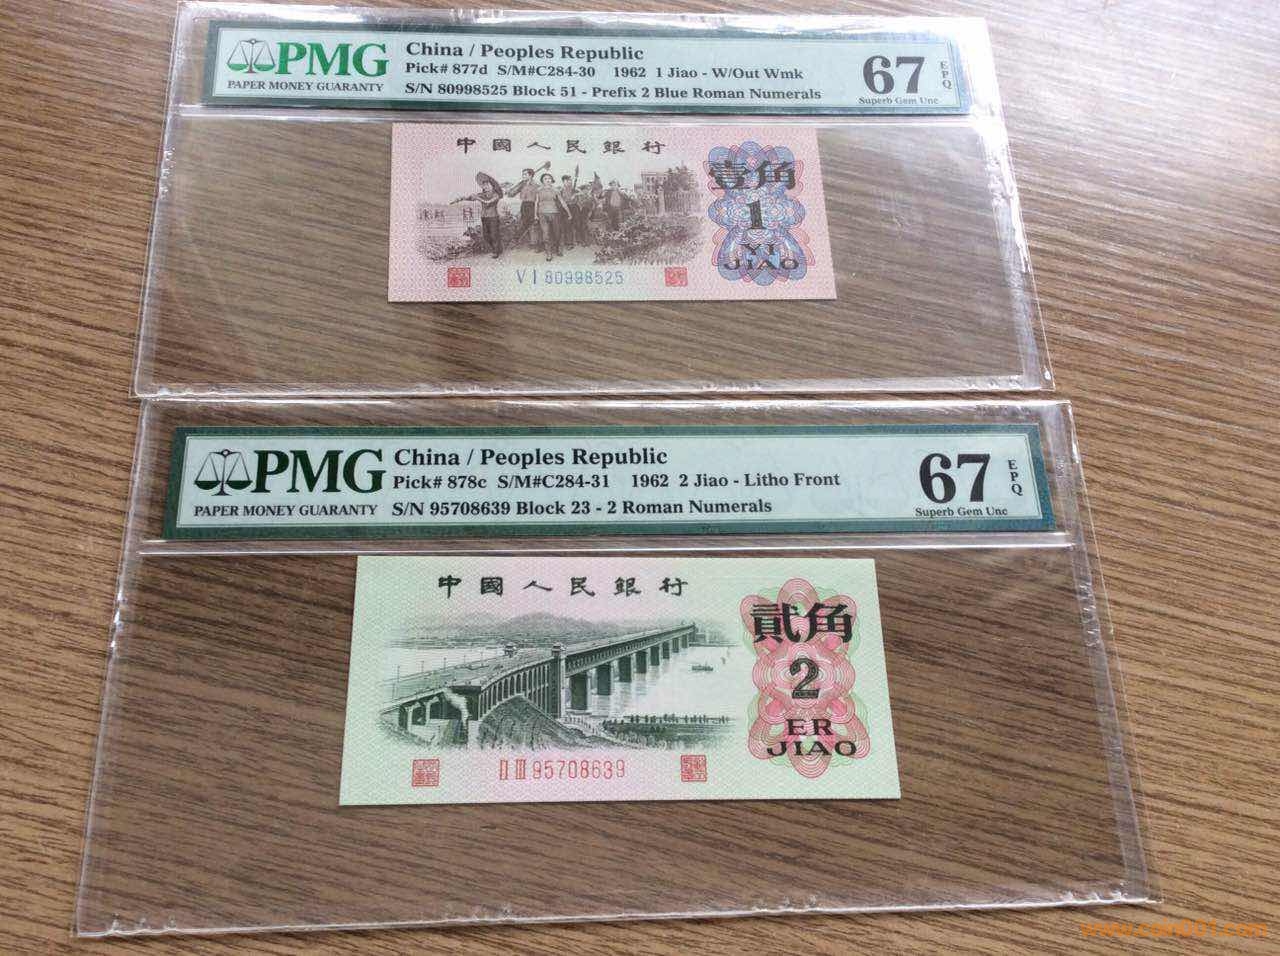 PMG
PAPER MONEY GUARANTY
China / Peoples Republic
Pick# 877d S/M#C284-30 1962 1 Jiao - W/Out Wmk
S/N 80998525 Block 51 - Prefix 2 Blue Roman Numerals
67
Superb Gem Unc
EPQ
中國人民銀行
壹角
1
YI
JIAO
V I 80998525
PMG
PAPER MONEY GUARANTY
China / Peoples Republic
Pick# 878c S/M#C284-31 1962 2 Jiao - Litho Front
S/N 95708639 Block 23 - 2 Roman Numerals
67
Superb Gem Unc
EPQ
中國人民銀行
貳角
2
ER
JIAO
II III 95708639